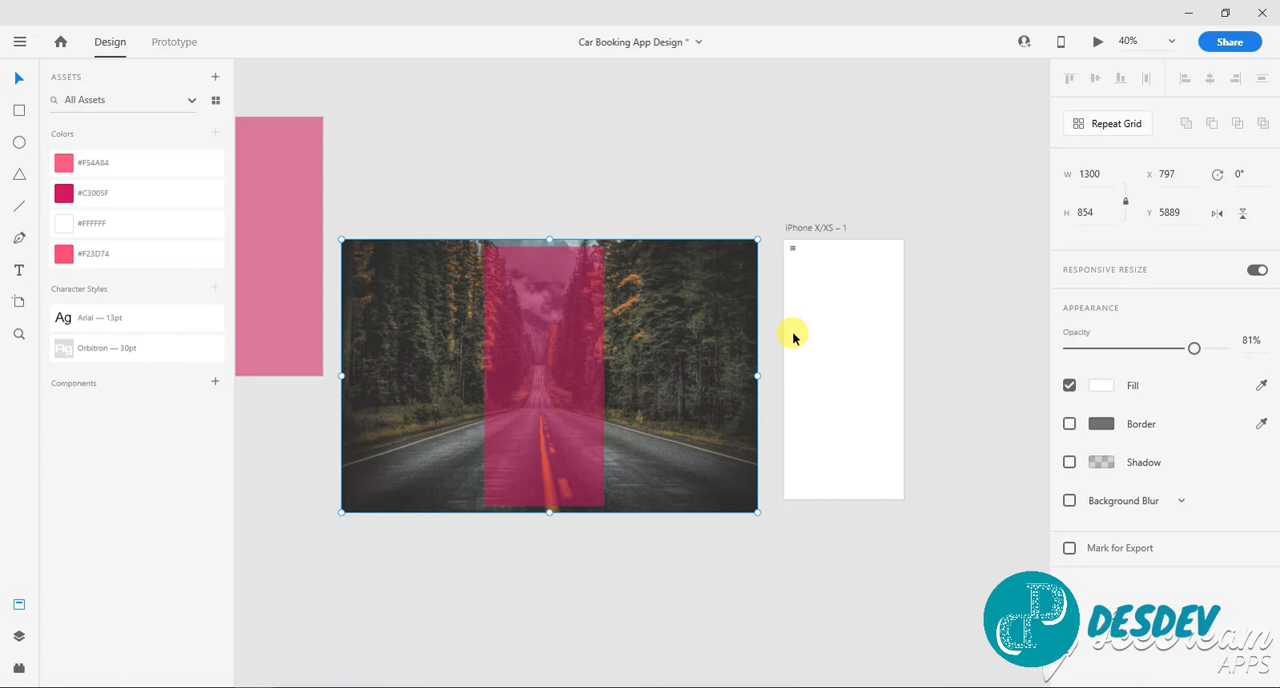 Design
Prototype
Car Booking App Design *
40%
Share
ASSETS
All Assets
Colors
#F54A84
#C3005F
#FFFFFF
#F23D74
Character Styles
Ag Arial — 13pt
Ag Orbitron — 30pt
Components
iPhone X/XS – 1
Repeat Grid
W 1300
X 797
0°
H 854
Y 5889
RESPONSIVE RESIZE
APPEARANCE
Opacity
81%
Fill
Border
Shadow
Background Blur
Mark for Export
DESDEV
APPS